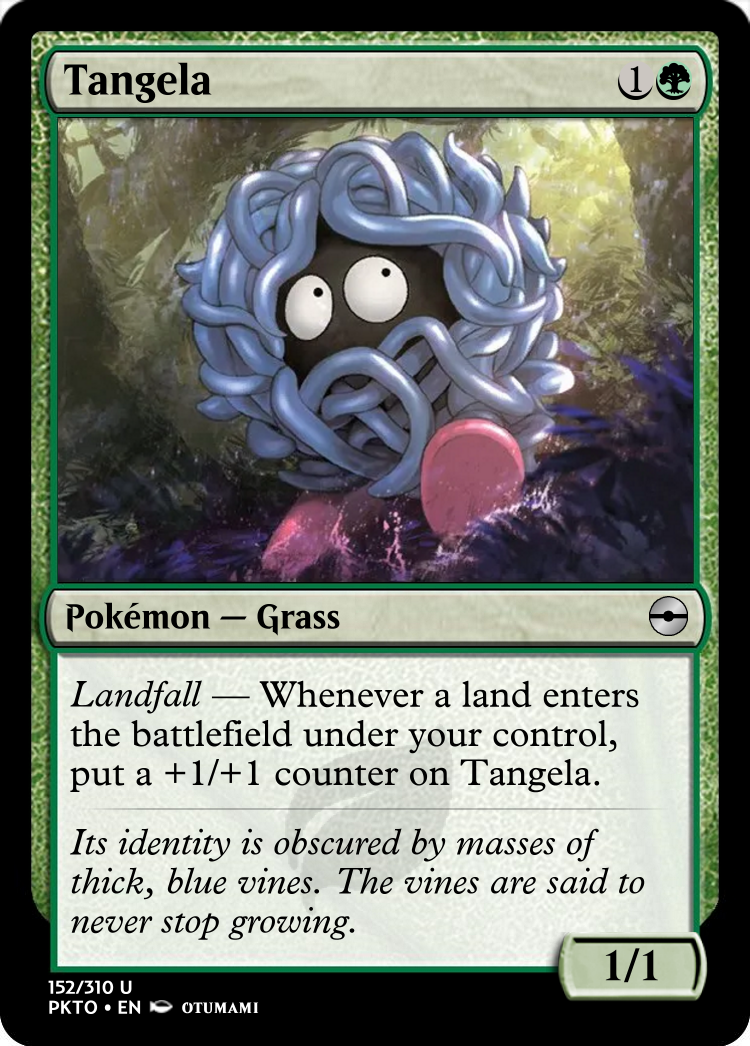 Tangela 1
Pokémon — Grass
Landfall — Whenever a land enters
the battlefield under your control,
put a +1/+1 counter on Tangela.
Its identity is obscured by masses of
thick, blue vines. The vines are said to
never stop growing.
1/1
152/310 U
PKTO • EN OTUMAMI